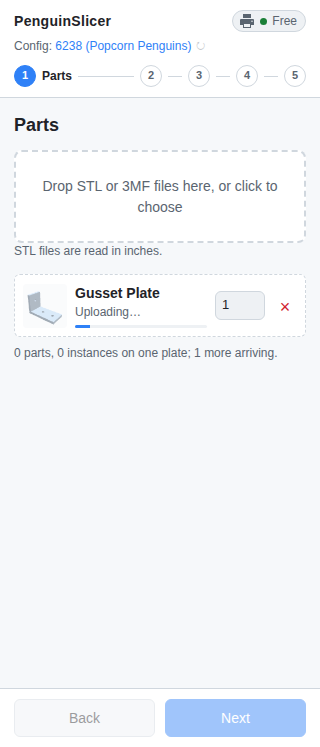 PenguinSlicer
Free
Config: 6238 (Popcorn Penguins)
1 Parts 2 3 4 5
Parts
Drop STL or 3MF files here, or click to
choose
STL files are read in inches.
Gusset Plate
Uploading…
1
×
0 parts, 0 instances on one plate; 1 more arriving.
Back
Next